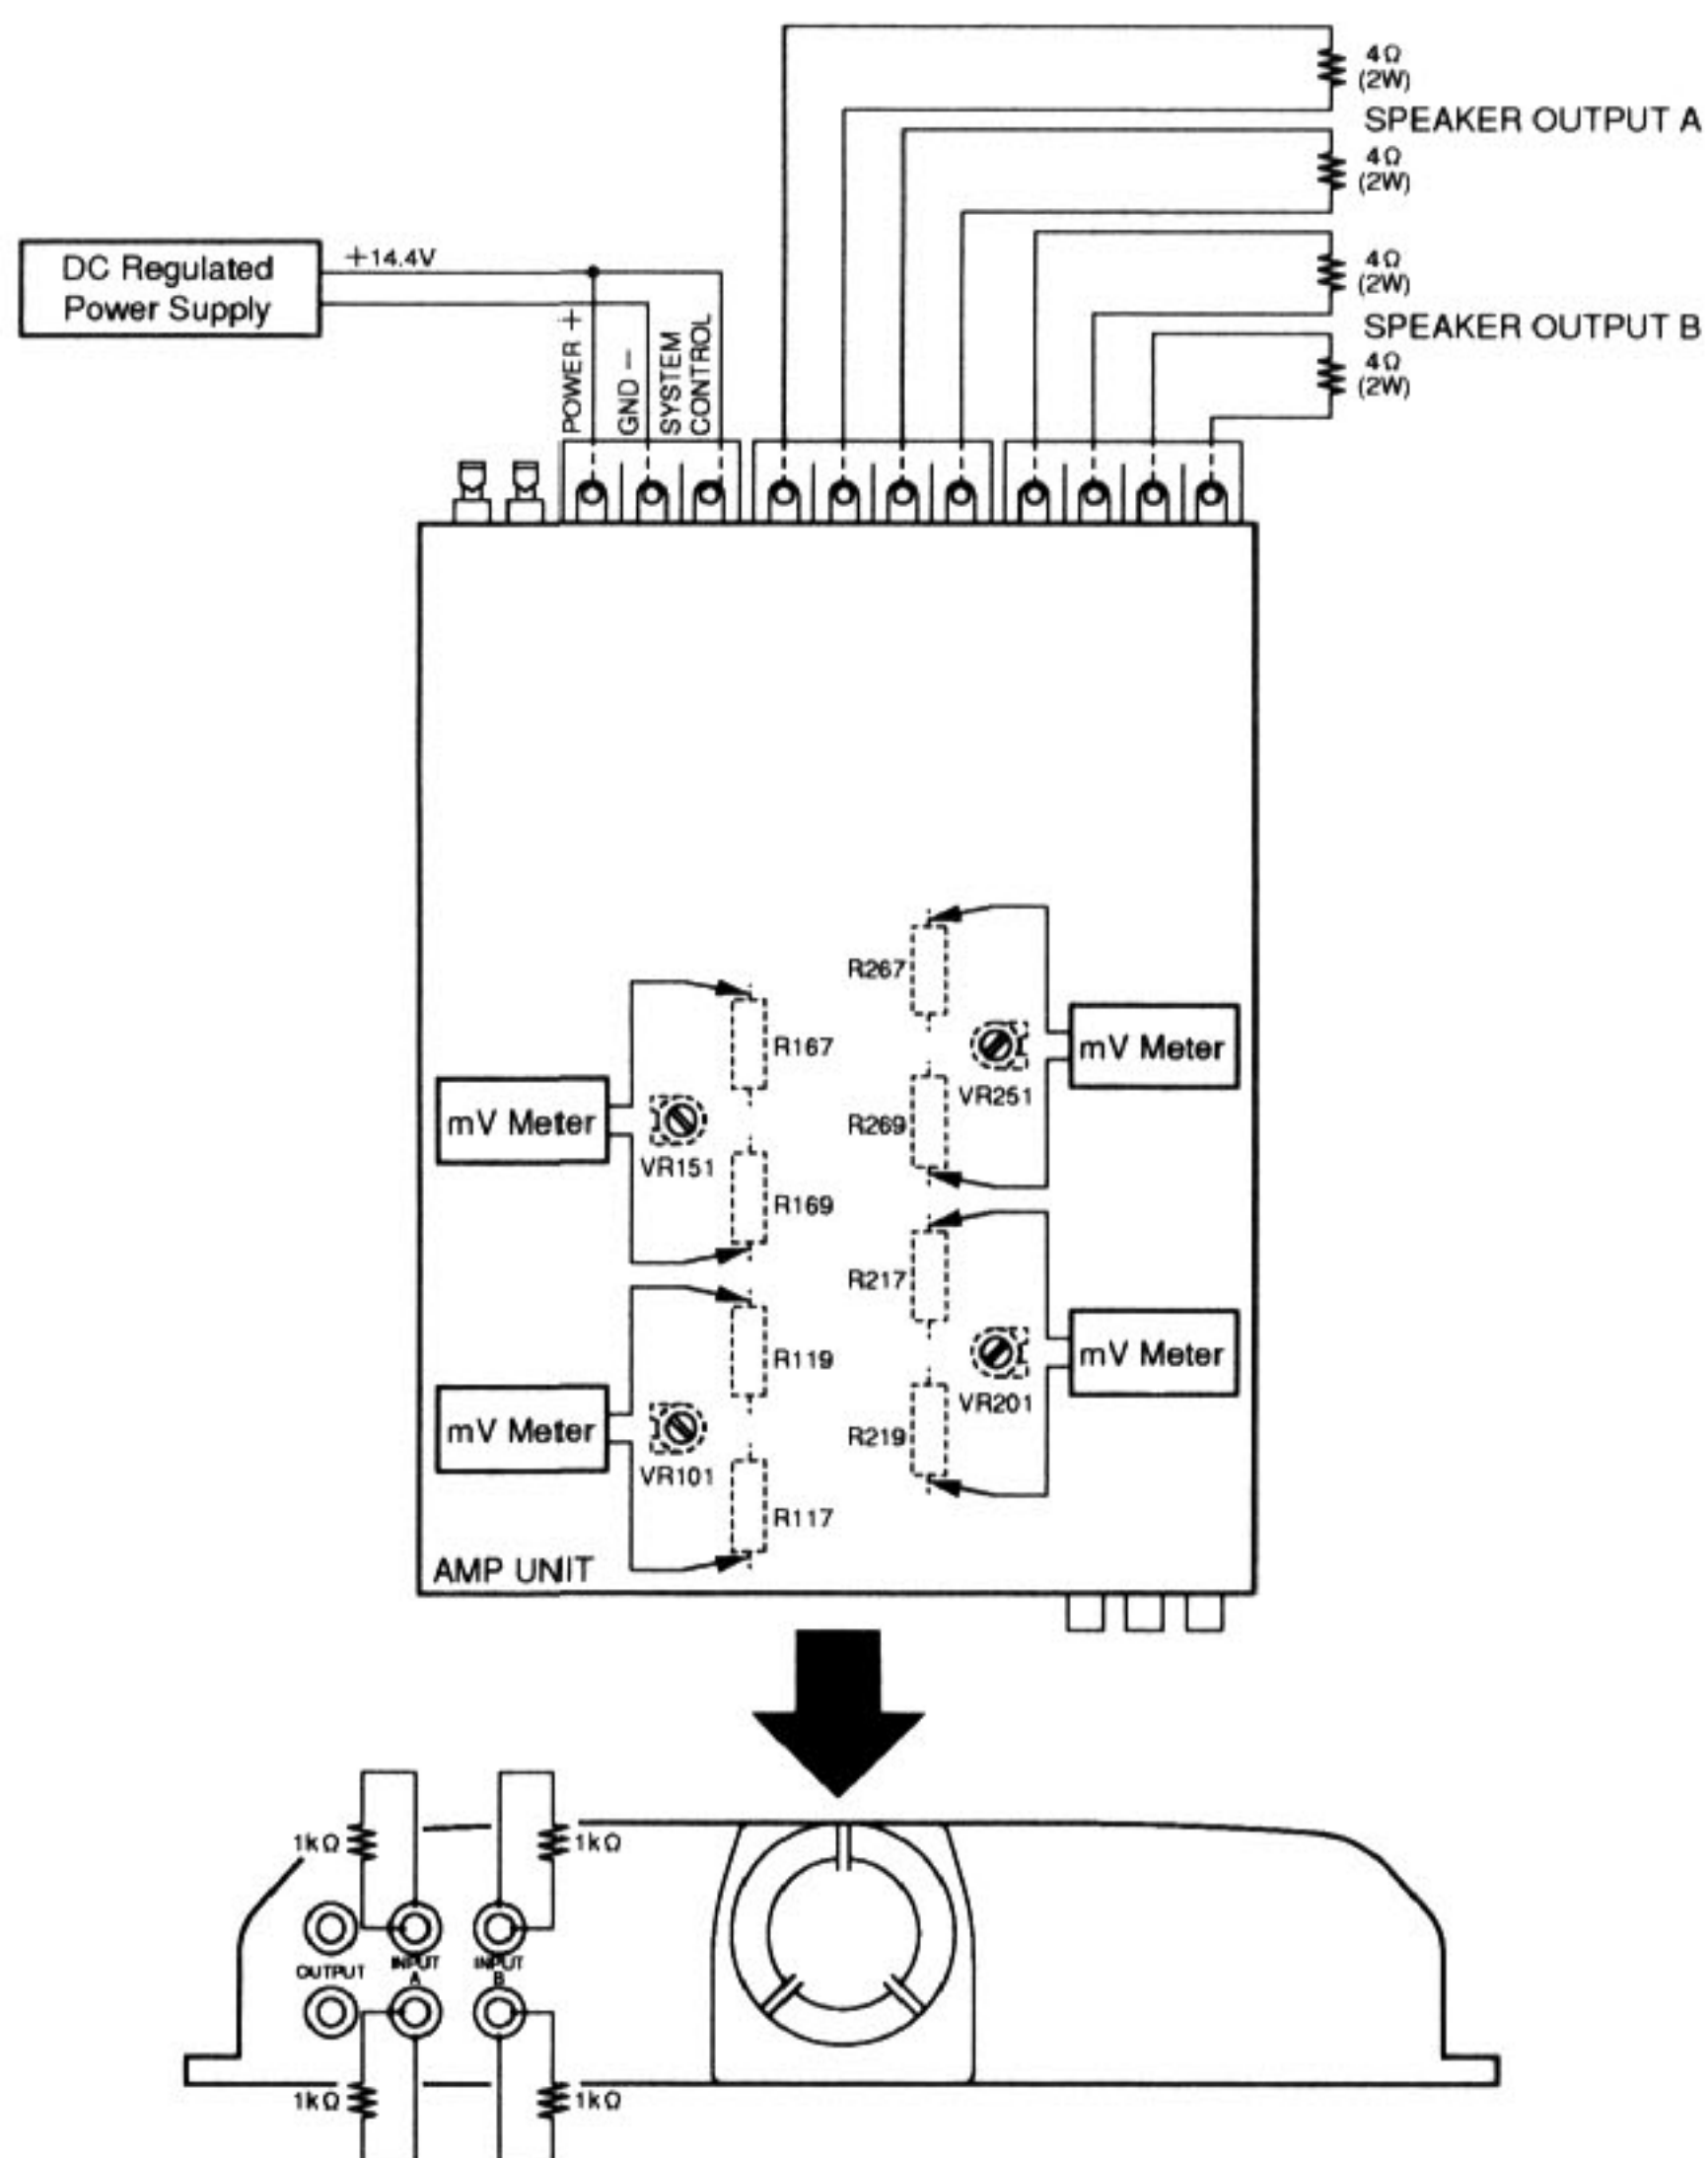 4Ω
(2W)
SPEAKER OUTPUT A
4Ω
(2W)
DC Regulated
Power Supply
+14.4V
4Ω
(2W)
SPEAKER OUTPUT B
4Ω
(2W)
POWER +
GND −
SYSTEM
CONTROL
R267
mV Meter
VR251
R269
R167
mV Meter
VR151
R169
R217
mV Meter
VR201
R219
R119
mV Meter
VR101
R117
AMP UNIT
1kΩ
1kΩ
OUTPUT
INPUT
A
INPUT
B
1kΩ
1kΩ